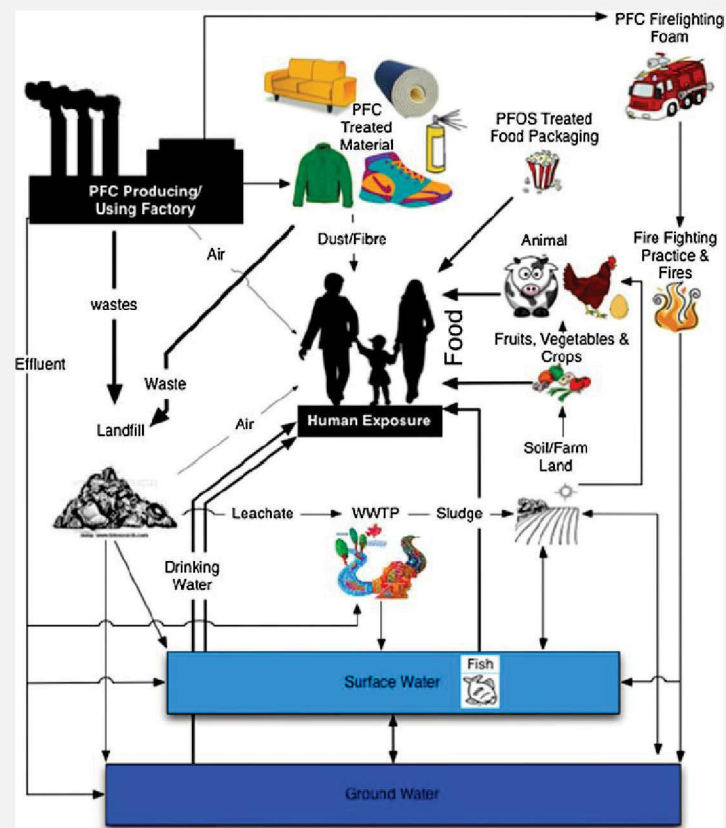 PFC Firefighting
Foam
PFC
Treated
Material
PFOS Treated
Food Packaging
PFC Producing/
Using Factory
Air
Dust/Fibre
Animal
Fire Fighting
Practice &
Fires
wastes
Food
Effluent
Fruits, Vegetables &
Crops
Waste
Landfill
Air
Human Exposure
Soil/Farm
Land
Leachate
WWTP
Sludge
Drinking
Water
Fish
Surface Water
Ground Water